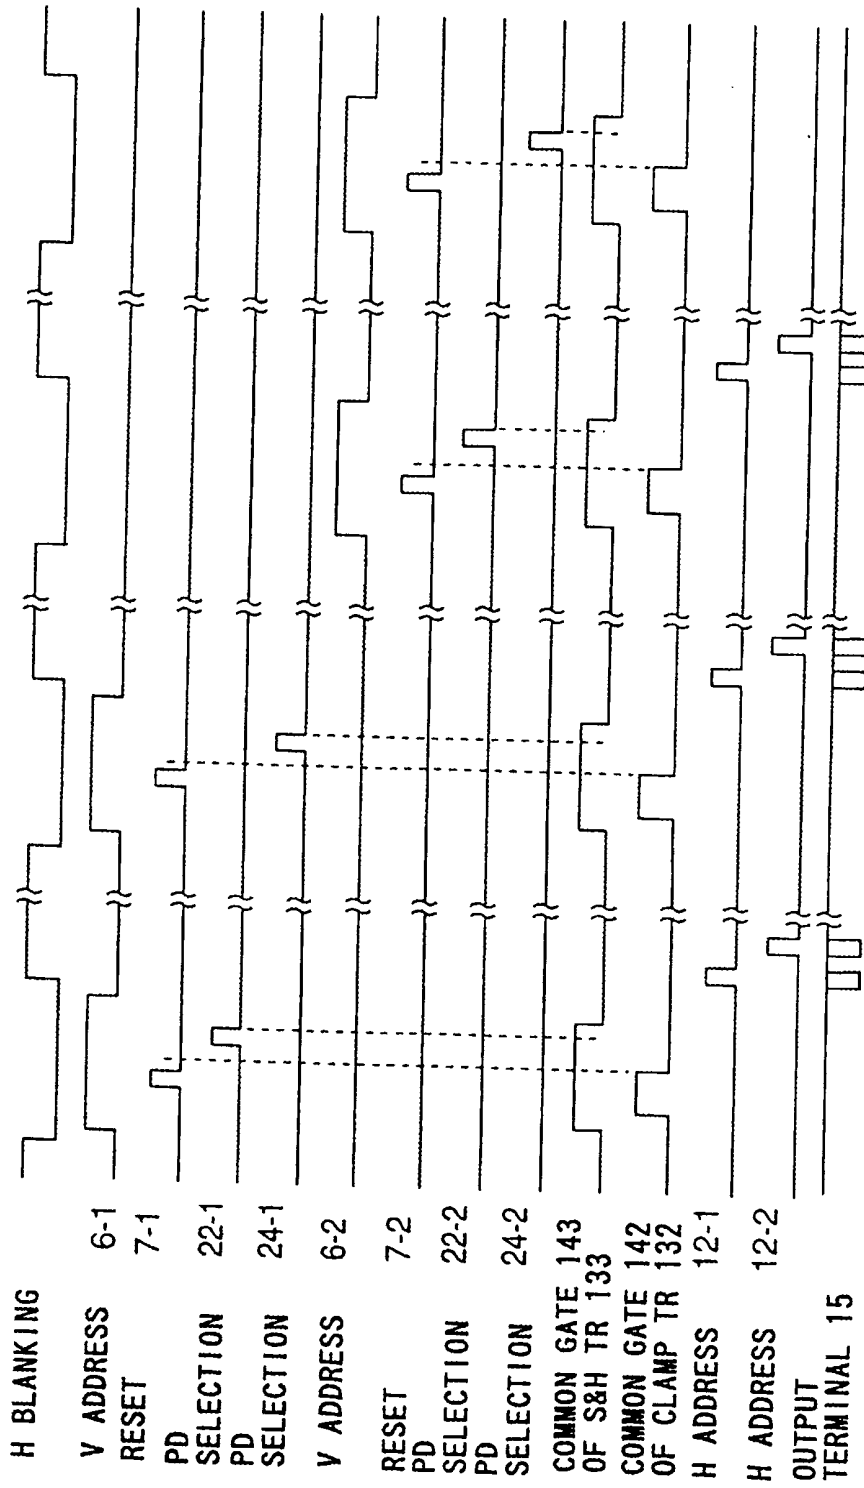 H BLANKING
V ADDRESS 6-1
RESET 7-1
PD
SELECTION 22-1
PD
SELECTION 24-1
V ADDRESS 6-2
RESET 7-2
PD
SELECTION 22-2
PD
SELECTION 24-2
COMMON GATE 143
OF S&H TR 133
COMMON GATE 142
OF CLAMP TR 132
H ADDRESS 12-1
H ADDRESS 12-2
OUTPUT
TERMINAL 15